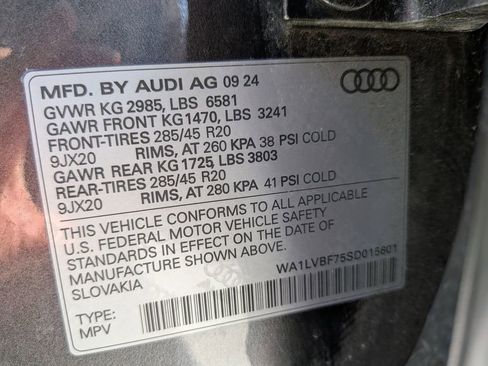 MFD. BY AUDI AG 09 24
GVWR KG 2985, LBS 6581
GAWR FRONT KG1470, LBS 3241
FRONT-TIRES 285/45 R20
9JX20 RIMS, AT 260 KPA 38 PSI COLD
GAWR REAR KG 1725, LBS 3803
REAR-TIRES 285/45 R20
9JX20 RIMS, AT 280 KPA 41 PSI COLD
THIS VEHICLE CONFORMS TO ALL APPLICABLE
U.S. FEDERAL MOTOR VEHICLE SAFETY
STANDARDS IN EFFECT ON THE DATE OF
MANUFACTURE SHOWN ABOVE.
SLOVAKIA
WA1LVBF75SD015601
TYPE:
MPV